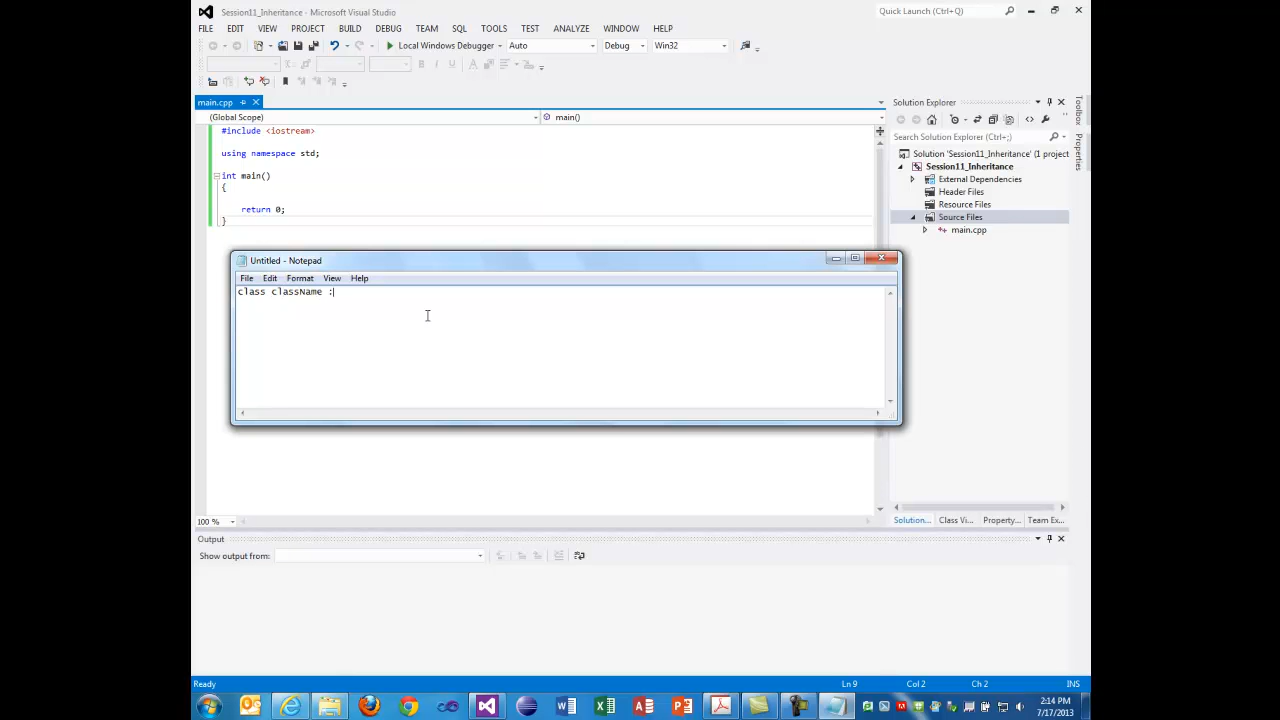 Session11_Inheritance - Microsoft Visual Studio
Quick Launch (Ctrl+Q)
FILE EDIT VIEW PROJECT BUILD DEBUG TEAM SQL TOOLS TEST ANALYZE WINDOW HELP
Local Windows Debugger Auto Debug Win32
main.cpp
Solution Explorer
Toolbox
Properties
(Global Scope) main()
Search Solution Explorer (Ctrl+;)
#include <iostream>
using namespace std;
int main()
{
return 0;
}
Solution 'Session11_Inheritance' (1 project
Session11_Inheritance
External Dependencies
Header Files
Resource Files
Source Files
main.cpp
Untitled - Notepad
File Edit Format View Help
class className :
100 %
Solution... Class Vi... Property... Team Ex...
Output
Show output from:
Ready Ln 9 Col 2 Ch 2 INS
2:14 PM
7/17/2013